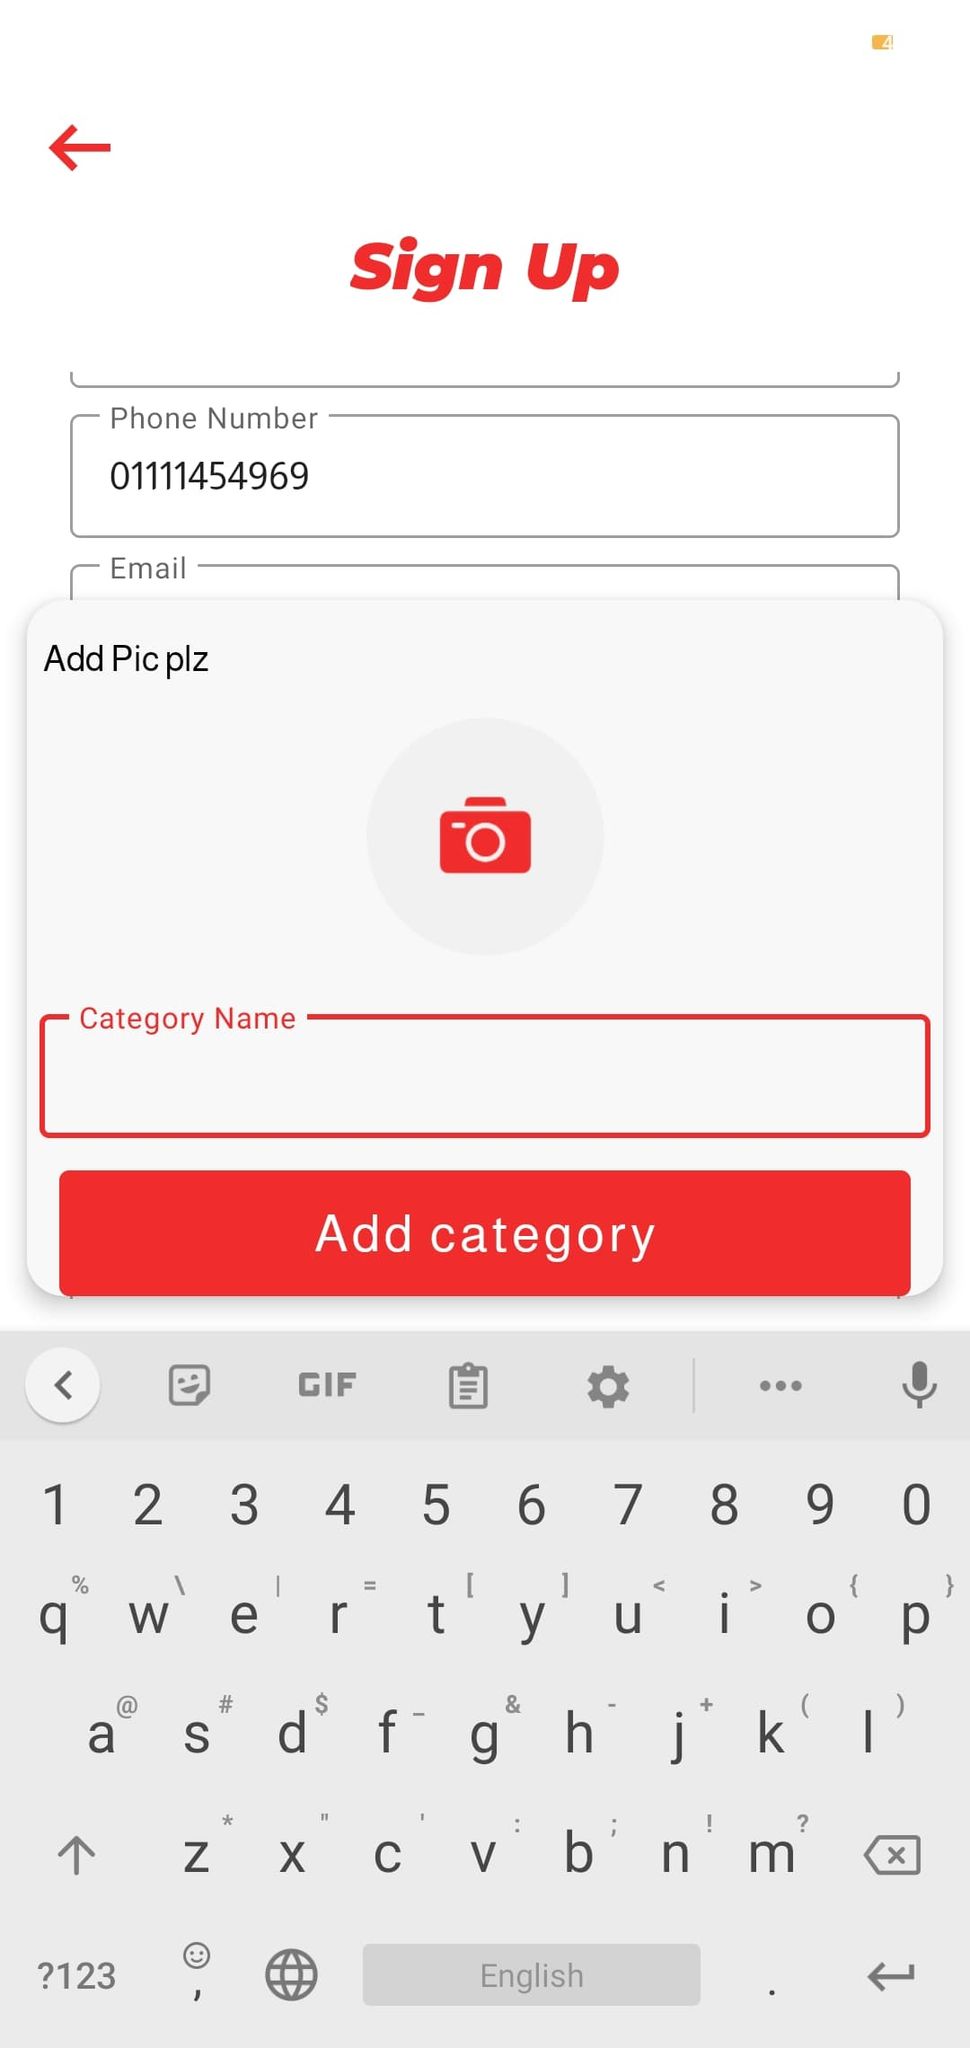 4
Sign Up
Phone Number
01111454969
Email
Add Pic plz
Category Name
Add category
GIF
1 2 3 4 5 6 7 8 9 0
% \ | = [ ] < > { }
q w e r t y u i o p
@ # $ _ & - + ( )
a s d f g h j k l
* " ' : ; ! ?
z x c v b n m
?123 , English .